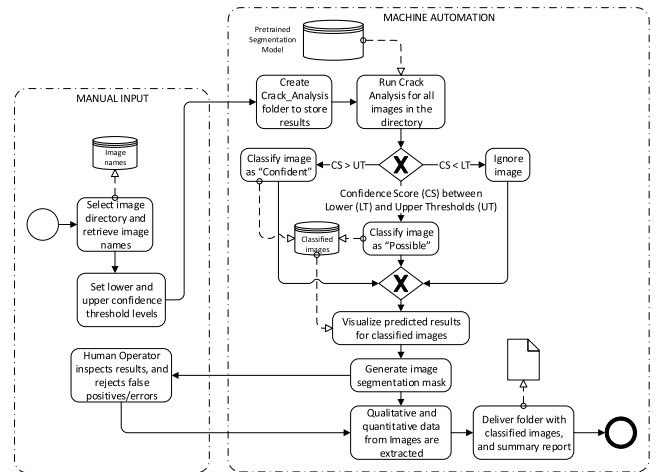 MACHINE AUTOMATION
Pretrained
Segmentation
Model
MANUAL INPUT
Create
Crack_Analysis
folder to store
results
Run Crack
Analysis for all
images in the
directory
Image
names
Classify image
as “Confident”
CS > UT
X
CS < LT
Ignore
image
Confidence Score (CS) between
Lower (LT) and Upper Thresholds (UT)
Select image
directory and
retrieve image
names
Classified
images
Classify image
as “Possible”
Set lower and
upper confidence
threshold levels
X
Visualize predicted results
for classified images
Human Operator
inspects results, and
rejects false
positives/errors
Generate image
segmentation mask
Qualitative and
quantitative data
from Images are
extracted
Deliver folder with
classified images,
and summary report